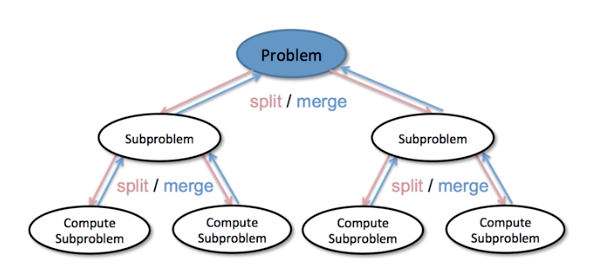 Problem
split / merge
Subproblem
Subproblem
split / merge
split / merge
Compute
Subproblem
Compute
Subproblem
Compute
Subproblem
Compute
Subproblem